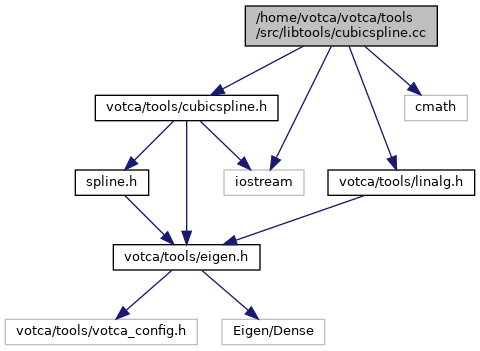 /home/votca/votca/tools
/src/libtools/cubicspline.cc
votca/tools/cubicspline.h
cmath
spline.h
iostream
votca/tools/linalg.h
votca/tools/eigen.h
votca/tools/votca_config.h
Eigen/Dense